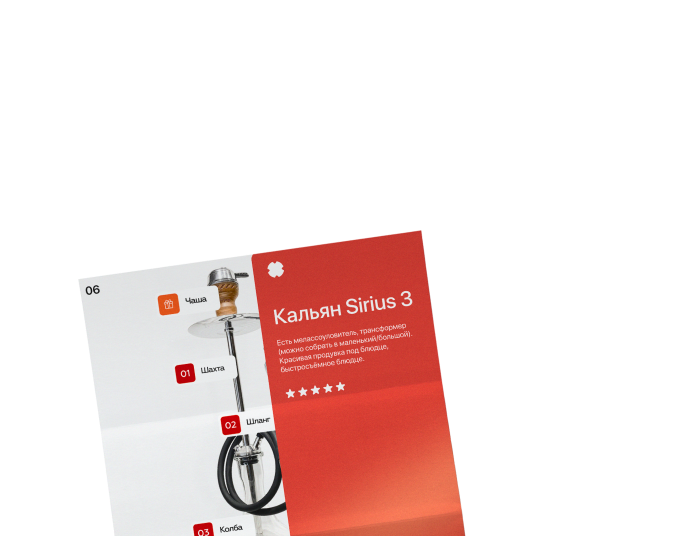 06
Чаша
01
Шахта
02
Шланг
03
Колба
Кальян Sirius 3
Есть мелассоуловитель, трансформер
(можно собрать в маленький/большой).
Красивая продувка под блюдце,
быстросъёмное блюдце.